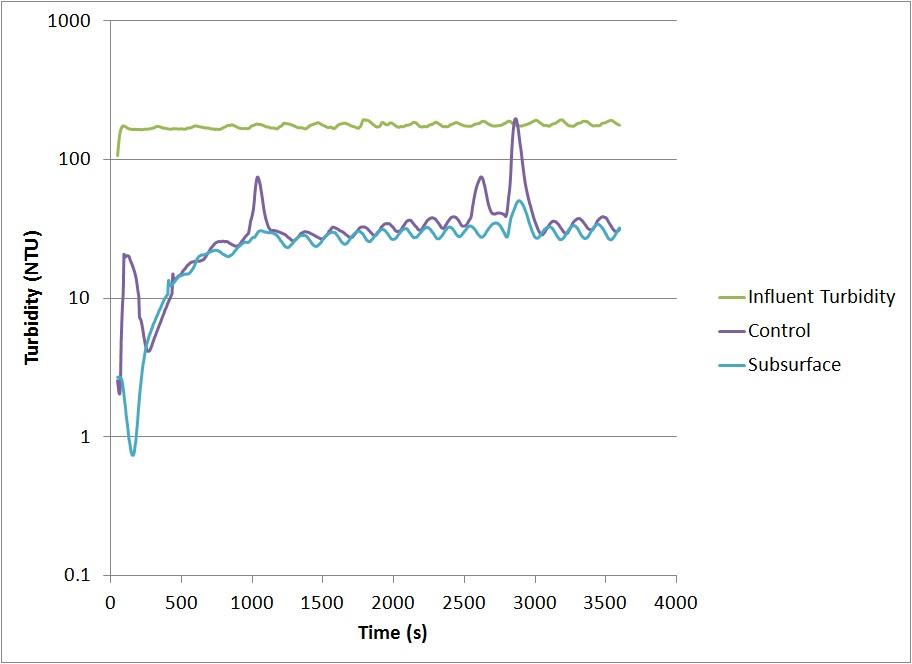 1000
100
10
1
0.1
Turbidity (NTU)
0 500 1000 1500 2000 2500 3000 3500 4000
Time (s)
Influent Turbidity
Control
Subsurface